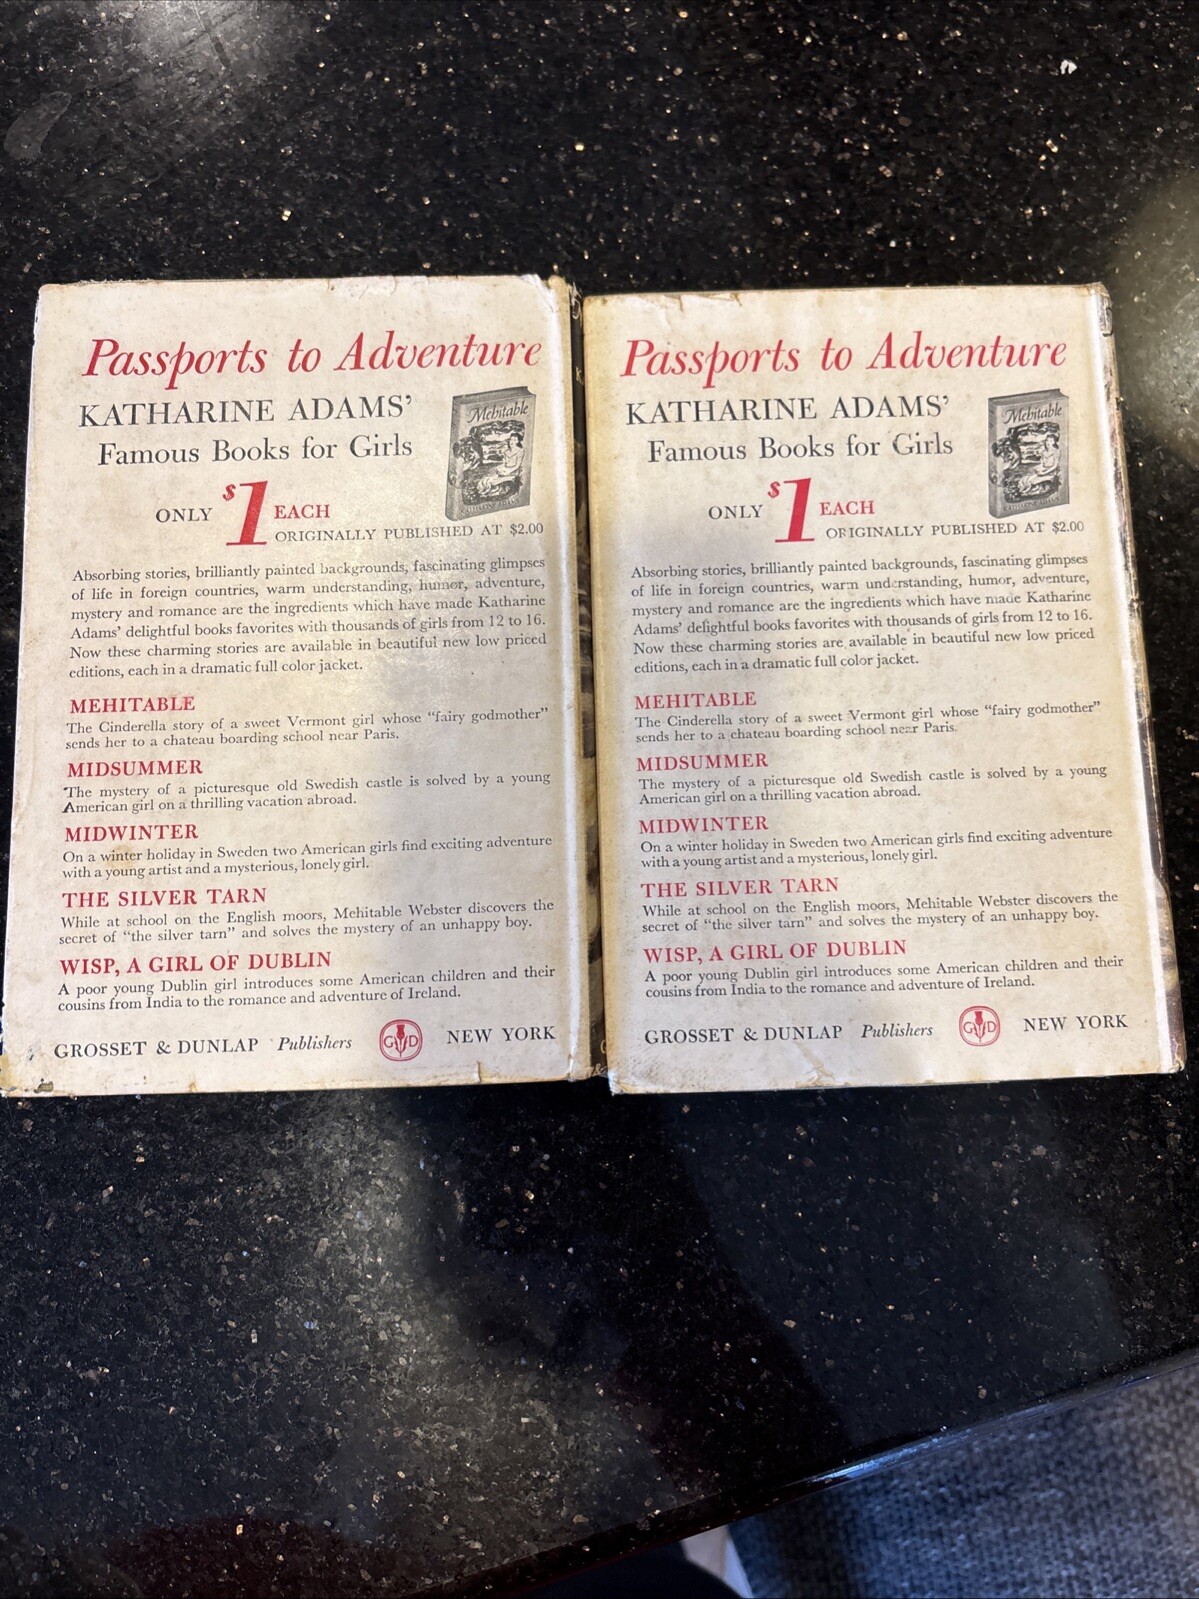 Passports to Adventure
KATHARINE ADAMS'
Famous Books for Girls
Mehitable
ONLY $1 EACH
ORIGINALLY PUBLISHED AT $2.00
Absorbing stories, brilliantly painted backgrounds, fascinating glimpses
of life in foreign countries, warm understanding, humor, adventure,
mystery and romance are the ingredients which have made Katharine
Adams' delightful books favorites with thousands of girls from 12 to 16.
Now these charming stories are available in beautiful new low priced
editions, each in a dramatic full color jacket.
MEHITABLE
The Cinderella story of a sweet Vermont girl whose "fairy godmother"
sends her to a chateau boarding school near Paris.
MIDSUMMER
The mystery of a picturesque old Swedish castle is solved by a young
American girl on a thrilling vacation abroad.
MIDWINTER
On a winter holiday in Sweden two American girls find exciting adventure
with a young artist and a mysterious, lonely girl.
THE SILVER TARN
While at school on the English moors, Mehitable Webster discovers the
secret of "the silver tarn" and solves the mystery of an unhappy boy.
WISP, A GIRL OF DUBLIN
A poor young Dublin girl introduces some American children and their
cousins from India to the romance and adventure of Ireland.
GROSSET & DUNLAP Publishers G D NEW YORK
Passports to Adventure
KATHARINE ADAMS'
Famous Books for Girls
Mehitable
ONLY $1 EACH
ORIGINALLY PUBLISHED AT $2.00
Absorbing stories, brilliantly painted backgrounds, fascinating glimpses
of life in foreign countries, warm understanding, humor, adventure,
mystery and romance are the ingredients which have made Katharine
Adams' delightful books favorites with thousands of girls from 12 to 16.
Now these charming stories are available in beautiful new low priced
editions, each in a dramatic full color jacket.
MEHITABLE
The Cinderella story of a sweet Vermont girl whose "fairy godmother"
sends her to a chateau boarding school near Paris.
MIDSUMMER
The mystery of a picturesque old Swedish castle is solved by a young
American girl on a thrilling vacation abroad.
MIDWINTER
On a winter holiday in Sweden two American girls find exciting adventure
with a young artist and a mysterious, lonely girl.
THE SILVER TARN
While at school on the English moors, Mehitable Webster discovers the
secret of "the silver tarn" and solves the mystery of an unhappy boy.
WISP, A GIRL OF DUBLIN
A poor young Dublin girl introduces some American children and their
cousins from India to the romance and adventure of Ireland.
GROSSET & DUNLAP Publishers G D NEW YORK